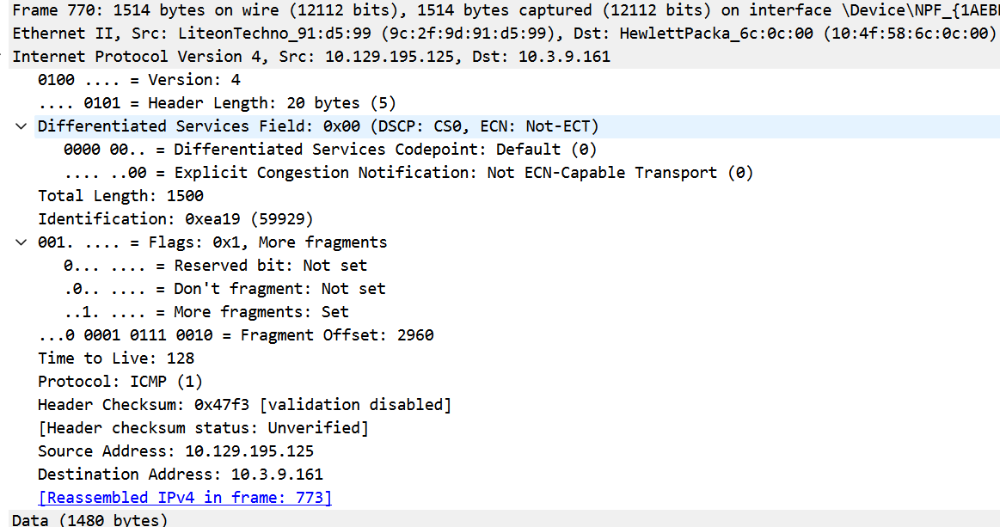 Frame 770: 1514 bytes on wire (12112 bits), 1514 bytes captured (12112 bits) on interface \Device\NPF_{1AEB
Ethernet II, Src: LiteonTechno_91:d5:99 (9c:2f:9d:91:d5:99), Dst: HewlettPacka_6c:0c:00 (10:4f:58:6c:0c:00)
Internet Protocol Version 4, Src: 10.129.195.125, Dst: 10.3.9.161
0100 .... = Version: 4
.... 0101 = Header Length: 20 bytes (5)
Differentiated Services Field: 0x00 (DSCP: CS0, ECN: Not-ECT)
0000 00.. = Differentiated Services Codepoint: Default (0)
.... ..00 = Explicit Congestion Notification: Not ECN-Capable Transport (0)
Total Length: 1500
Identification: 0xea19 (59929)
001. .... = Flags: 0x1, More fragments
0... .... = Reserved bit: Not set
.0.. .... = Don't fragment: Not set
..1. .... = More fragments: Set
...0 0001 0111 0010 = Fragment Offset: 2960
Time to Live: 128
Protocol: ICMP (1)
Header Checksum: 0x47f3 [validation disabled]
[Header checksum status: Unverified]
Source Address: 10.129.195.125
Destination Address: 10.3.9.161
[Reassembled IPv4 in frame: 773]
Data (1480 bytes)